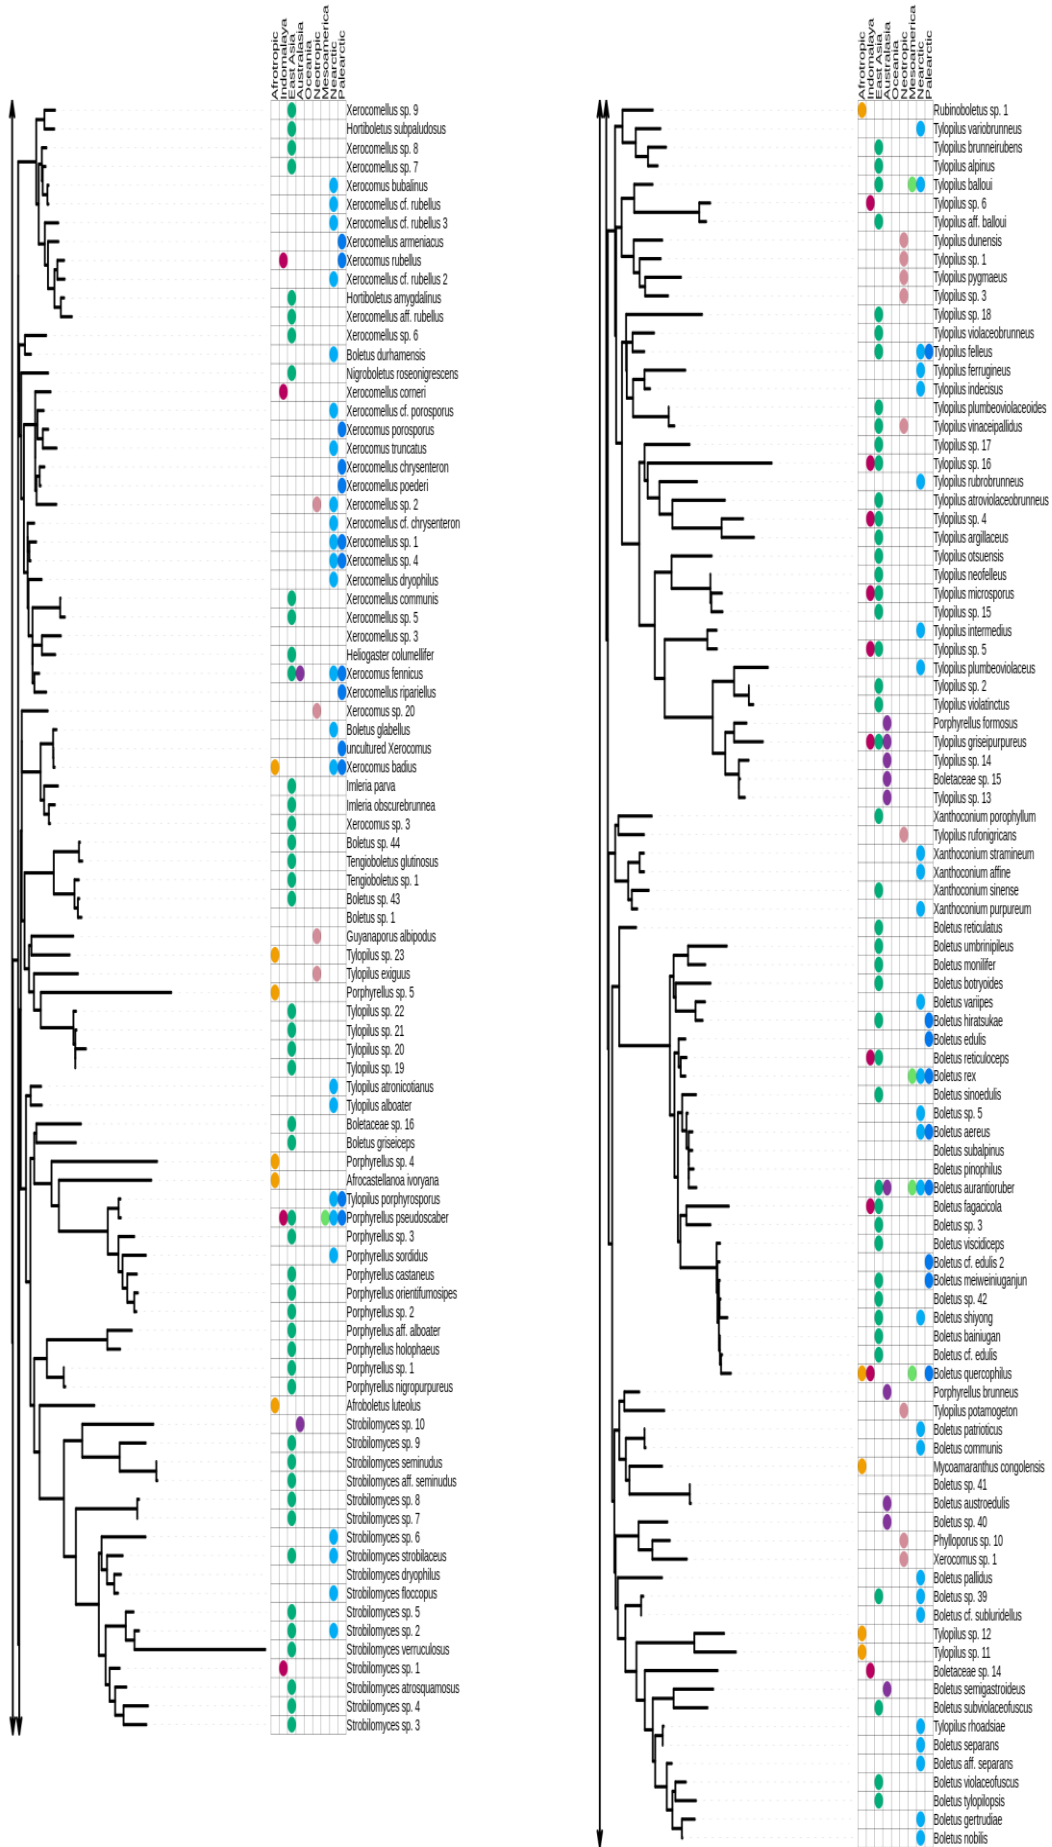 Afrotropic
Indomalaya
East Asia
Australasia
Oceania
Neotropic
Mesoamerica
Nearctic
Palearctic
Xerocomellus sp. 9
Hortiboletus subpaludosus
Xerocomellus sp. 8
Xerocomellus sp. 7
Xerocomus bubalinus
Xerocomellus cf. rubellus
Xerocomellus cf. rubellus 3
Xerocomellus armeniacus
Xerocomus rubellus
Xerocomellus cf. rubellus 2
Hortiboletus amygdalinus
Xerocomellus aff. rubellus
Xerocomellus sp. 6
Boletus durhamensis
Nigroboletus roseonigrescens
Xerocomellus corneri
Xerocomellus cf. porosporus
Xerocomus porosporus
Xerocomus truncatus
Xerocomellus chrysenteron
Xerocomellus poederi
Xerocomellus sp. 2
Xerocomellus cf. chrysenteron
Xerocomellus sp. 1
Xerocomellus sp. 4
Xerocomellus dryophilus
Xerocomellus communis
Xerocomellus sp. 5
Xerocomellus sp. 3
Heliogaster columellifer
Xerocomus fennicus
Xerocomellus ripariellus
Xerocomus sp. 20
Boletus glabellus
uncultured Xerocomus
Xerocomus badius
Imleria parva
Imleria obscurebrunnea
Xerocomus sp. 3
Boletus sp. 44
Tengioboletus glutinosus
Tengioboletus sp. 1
Boletus sp. 43
Boletus sp. 1
Guyanaporus albipodus
Tylopilus sp. 23
Tylopilus exiguus
Porphyrellus sp. 5
Tylopilus sp. 22
Tylopilus sp. 21
Tylopilus sp. 20
Tylopilus sp. 19
Tylopilus atronicotianus
Tylopilus alboater
Boletaceae sp. 16
Boletus griseiceps
Porphyrellus sp. 4
Afrocastellanoa ivoryana
Tylopilus porphyrosporus
Porphyrellus pseudoscaber
Porphyrellus sp. 3
Porphyrellus sordidus
Porphyrellus castaneus
Porphyrellus orientifumosipes
Porphyrellus sp. 2
Porphyrellus aff. alboater
Porphyrellus holophaeus
Porphyrellus sp. 1
Porphyrellus nigropurpureus
Afroboletus luteolus
Strobilomyces sp. 10
Strobilomyces sp. 9
Strobilomyces seminudus
Strobilomyces aff. seminudus
Strobilomyces sp. 8
Strobilomyces sp. 7
Strobilomyces sp. 6
Strobilomyces strobilaceus
Strobilomyces dryophilus
Strobilomyces floccopus
Strobilomyces sp. 5
Strobilomyces sp. 2
Strobilomyces verruculosus
Strobilomyces sp. 1
Strobilomyces atrosquamosus
Strobilomyces sp. 4
Strobilomyces sp. 3
Afrotropic
Indomalaya
East Asia
Australasia
Oceania
Neotropic
Mesoamerica
Nearctic
Palearctic
Rubinoboletus sp. 1
Tylopilus variobrunneus
Tylopilus brunneirubens
Tylopilus alpinus
Tylopilus balloui
Tylopilus sp. 6
Tylopilus aff. balloui
Tylopilus dunensis
Tylopilus sp. 1
Tylopilus pygmaeus
Tylopilus sp. 3
Tylopilus sp. 18
Tylopilus violaceobrunneus
Tylopilus felleus
Tylopilus ferrugineus
Tylopilus indecisus
Tylopilus plumbeoviolaceoides
Tylopilus vinaceipallidus
Tylopilus sp. 17
Tylopilus sp. 16
Tylopilus rubrobrunneus
Tylopilus atroviolaceobrunneus
Tylopilus sp. 4
Tylopilus argillaceus
Tylopilus otsuensis
Tylopilus neofelleus
Tylopilus microsporus
Tylopilus sp. 15
Tylopilus intermedius
Tylopilus sp. 5
Tylopilus plumbeoviolaceus
Tylopilus sp. 2
Tylopilus violatinctus
Porphyrellus formosus
Tylopilus griseipurpureus
Tylopilus sp. 14
Boletaceae sp. 15
Tylopilus sp. 13
Xanthoconium porophyllum
Tylopilus rufonigricans
Xanthoconium stramineum
Xanthoconium affine
Xanthoconium sinense
Xanthoconium purpureum
Boletus reticulatus
Boletus umbrinipileus
Boletus monilifer
Boletus botryoides
Boletus variipes
Boletus hiratsukae
Boletus edulis
Boletus reticuloceps
Boletus rex
Boletus sinoedulis
Boletus sp. 5
Boletus aereus
Boletus subalpinus
Boletus pinophilus
Boletus aurantioruber
Boletus fagacicola
Boletus sp. 3
Boletus viscidiceps
Boletus cf. edulis 2
Boletus meiweiniuganjun
Boletus sp. 42
Boletus shiyong
Boletus bainiugan
Boletus cf. edulis
Boletus quercophilus
Porphyrellus brunneus
Tylopilus potamogeton
Boletus patrioticus
Boletus communis
Mycoamaranthus congolensis
Boletus sp. 41
Boletus austroedulis
Boletus sp. 40
Phylloporus sp. 10
Xerocomus sp. 1
Boletus pallidus
Boletus sp. 39
Boletus cf. subluridellus
Tylopilus sp. 12
Tylopilus sp. 11
Boletaceae sp. 14
Boletus semigastroideus
Boletus subviolaceofuscus
Tylopilus rhoadsiae
Boletus separans
Boletus aff. separans
Boletus violaceofuscus
Boletus tylopilopsis
Boletus gertrudiae
Boletus nobilis